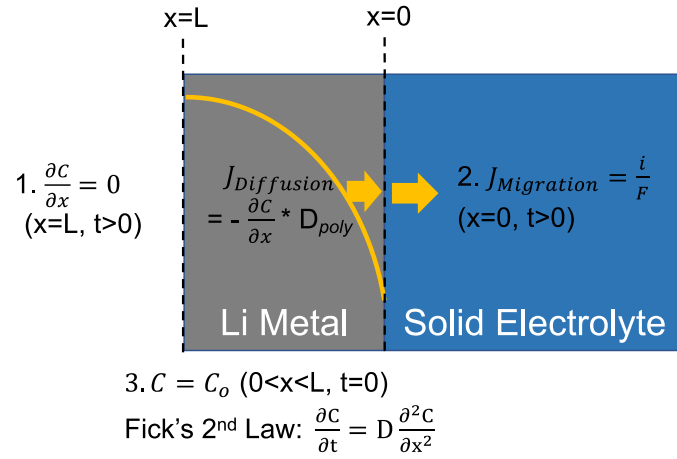 x=L x=0
1. ∂C/∂x = 0
(x=L, t>0)
J_Diffusion
= - ∂C/∂x * D_poly
2. J_Migration = i/F
(x=0, t>0)
Li Metal
Solid Electrolyte
3. C = C_o (0<x<L, t=0)
Fick's 2nd Law: ∂C/∂t = D ∂²C/∂x²